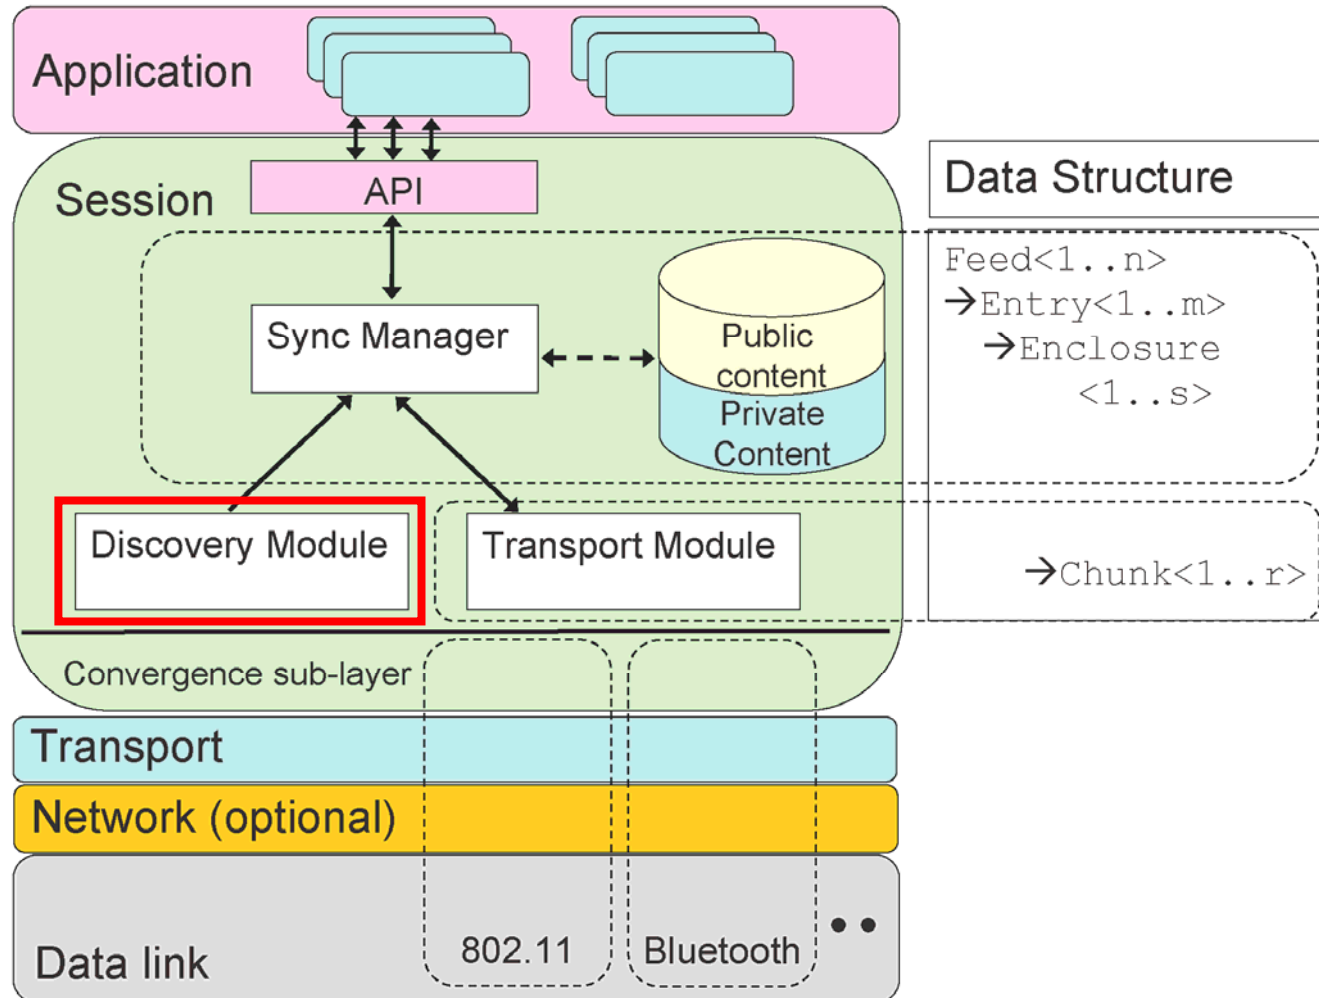 Application
API
Session
Data Structure
Feed<1..n>
→Entry<1..m>
→Enclosure
<1..s>
Sync Manager
Public
content
Private
Content
Discovery Module
Transport Module
→Chunk<1..r>
Convergence sub-layer
Transport
Network (optional)
Data link
802.11
Bluetooth